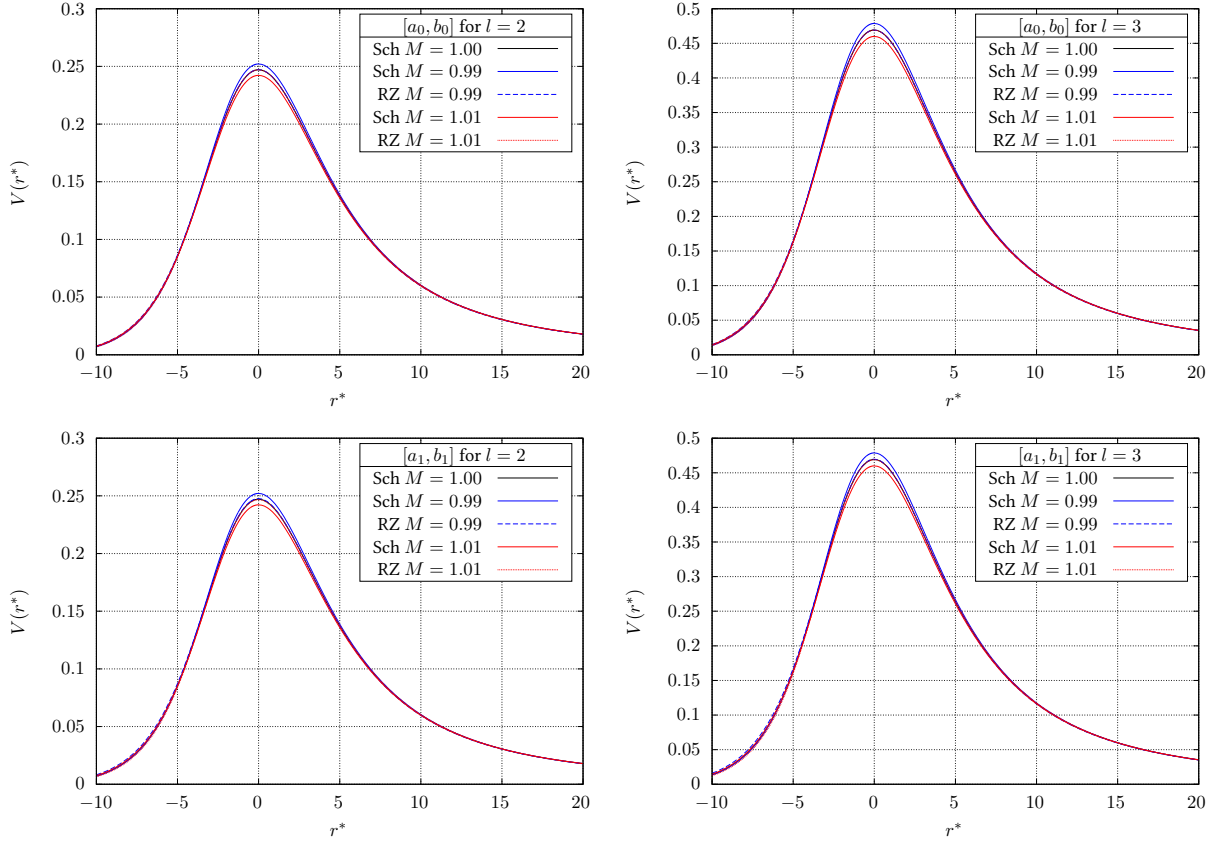 0.3
0.25
0.2
0.15
0.1
0.05
0
V(r*)
[a₀, b₀] for l = 2
Sch M = 1.00
Sch M = 0.99
RZ M = 0.99
Sch M = 1.01
RZ M = 1.01
−10 −5 0 5 10 15 20
r*
0.5
0.45
0.4
0.35
0.3
0.25
0.2
0.15
0.1
0.05
0
V(r*)
[a₀, b₀] for l = 3
Sch M = 1.00
Sch M = 0.99
RZ M = 0.99
Sch M = 1.01
RZ M = 1.01
−10 −5 0 5 10 15 20
r*
0.3
0.25
0.2
0.15
0.1
0.05
0
V(r*)
[a₁, b₁] for l = 2
Sch M = 1.00
Sch M = 0.99
RZ M = 0.99
Sch M = 1.01
RZ M = 1.01
−10 −5 0 5 10 15 20
r*
0.5
0.45
0.4
0.35
0.3
0.25
0.2
0.15
0.1
0.05
0
V(r*)
[a₁, b₁] for l = 3
Sch M = 1.00
Sch M = 0.99
RZ M = 0.99
Sch M = 1.01
RZ M = 1.01
−10 −5 0 5 10 15 20
r*